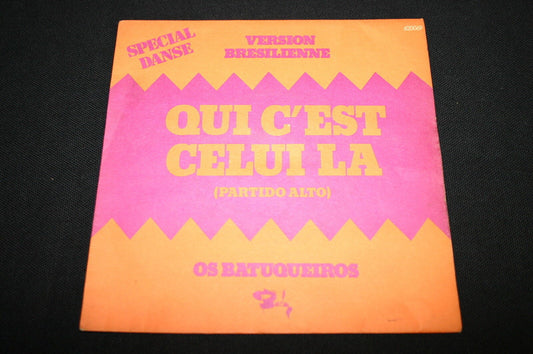 SPECIAL
DANSE
VERSION
BRESILIENNE
QUI C'EST
CELUI LA
(PARTIDO ALTO)
OS BATUQUEIROS